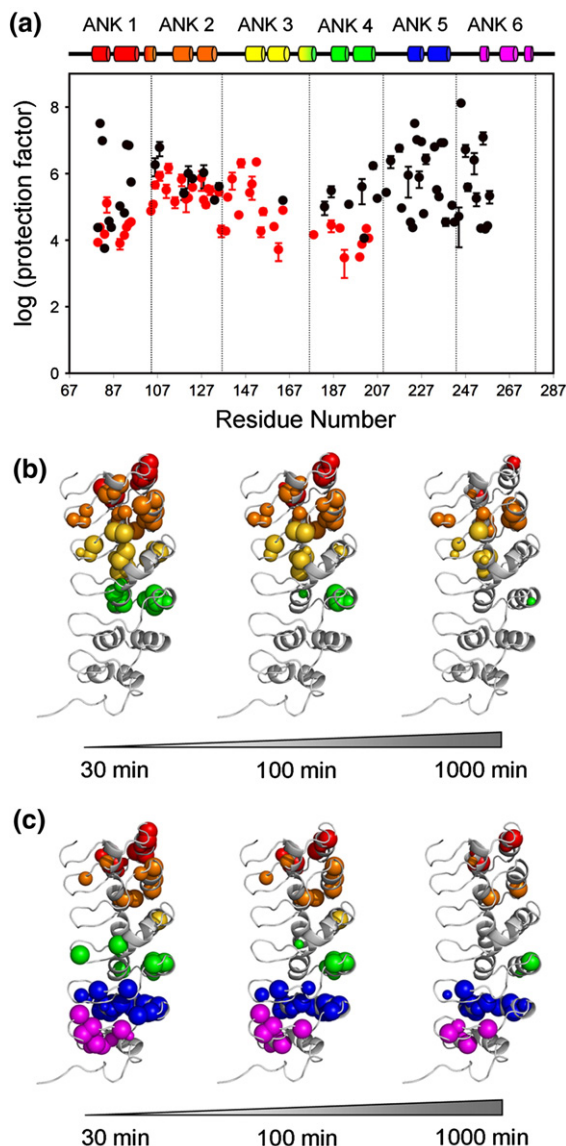 (a)
ANK 1 ANK 2 ANK 3 ANK 4 ANK 5 ANK 6
log (protection factor)
8
6
4
2
0
67 87 107 127 147 167 187 207 227 247 267 287
Residue Number
(b)
30 min 100 min 1000 min
(c)
30 min 100 min 1000 min